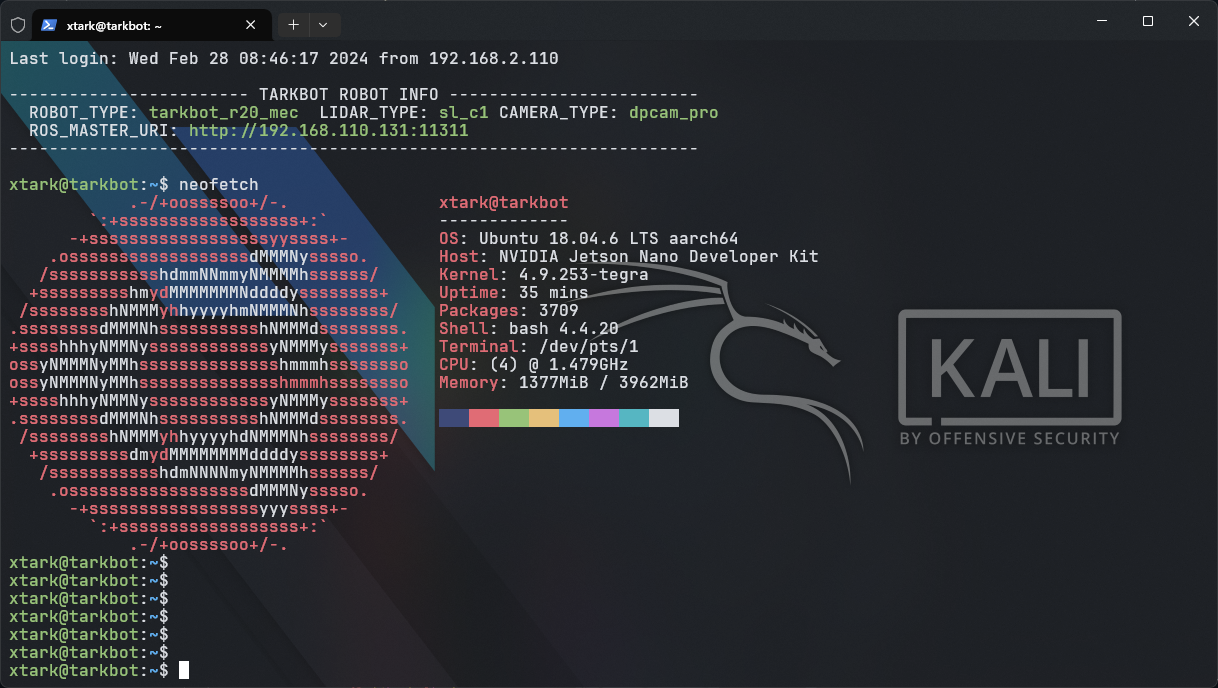 xtark@tarkbot: ~
Last login: Wed Feb 28 08:46:17 2024 from 192.168.2.110
------------------------ TARKBOT ROBOT INFO -------------------------
ROBOT_TYPE: tarkbot_r20_mec  LIDAR_TYPE: sl_c1 CAMERA_TYPE: dpcam_pro
ROS_MASTER_URI: http://192.168.110.131:11311
---------------------------------------------------------------------
xtark@tarkbot:~$ neofetch
.-/+oossssoo+/-.               xtark@tarkbot
`:+ssssssssssssssssss+:`           -------------
-+ssssssssssssssssssyyssss+-         OS: Ubuntu 18.04.6 LTS aarch64
.ossssssssssssssssssdMMMNysssso.       Host: NVIDIA Jetson Nano Developer Kit
/ssssssssssshdmmNNmmyNMMMMhssssss/      Kernel: 4.9.253-tegra
+ssssssssshmydMMMMMMMNddddyssssssss+     Uptime: 35 mins
/sssssssshNMMMyhhyyyyhmNMMMNhssssssss/    Packages: 3709
.ssssssssdMMMNhsssssssssshNMMMdssssssss.   Shell: bash 4.4.20
+sssshhhyNMMNyssssssssssssyNMMMysssssss+   Terminal: /dev/pts/1
ossyNMMMNyMMhsssssssssssssshmmmhssssssso   CPU: (4) @ 1.479GHz
ossyNMMMNyMMhsssssssssssssshmmmhssssssso   Memory: 1377MiB / 3962MiB
+sssshhhyNMMNyssssssssssssyNMMMysssssss+
.ssssssssdMMMNhsssssssssshNMMMdssssssss.
/sssssssshNMMMyhhyyyyhdNMMMNhssssssss/
+sssssssssdmydMMMMMMMMddddyssssssss+
/ssssssssssshdmNNNNmyNMMMMhssssss/
.ossssssssssssssssssdMMMNysssso.
-+sssssssssssssssssyyyssss+-
`:+ssssssssssssssssss+:`
.-/+oossssoo+/-.
xtark@tarkbot:~$
xtark@tarkbot:~$
xtark@tarkbot:~$
xtark@tarkbot:~$
xtark@tarkbot:~$
xtark@tarkbot:~$
xtark@tarkbot:~$
KALI
BY OFFENSIVE SECURITY